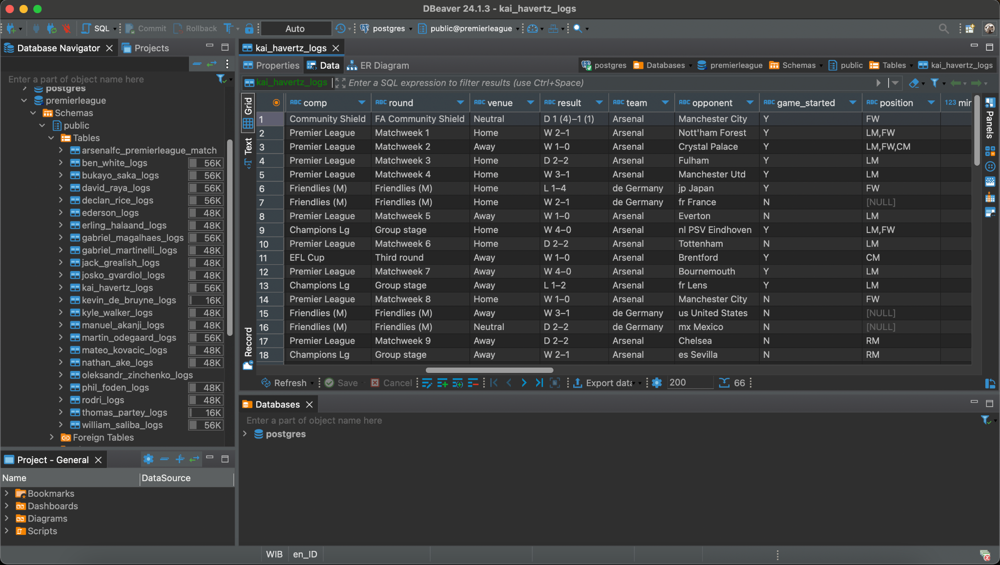 DBeaver 24.1.3 - kai_havertz_logs
SQL Commit Rollback Auto postgres public@premierleague
Database Navigator Projects
Enter a part of object name here
postgres
premierleague
Schemas
public
Tables
arsenalfc_premierleague_match
ben_white_logs 56K
bukayo_saka_logs 56K
david_raya_logs 56K
declan_rice_logs 56K
ederson_logs 48K
erling_halaand_logs 48K
gabriel_magalhaes_logs 56K
gabriel_martinelli_logs 48K
jack_grealish_logs 48K
josko_gvardiol_logs 48K
kai_havertz_logs 56K
kevin_de_bruyne_logs 16K
kyle_walker_logs 48K
manuel_akanji_logs 48K
martin_odegaard_logs 56K
mateo_kovacic_logs 48K
nathan_ake_logs 48K
oleksandr_zinchenko_logs
phil_foden_logs 48K
rodri_logs 48K
thomas_partey_logs 16K
william_saliba_logs 56K
Foreign Tables
Project - General
Name DataSource
Bookmarks
Dashboards
Diagrams
Scripts
kai_havertz_logs
Properties Data ER Diagram postgres Databases premierleague Schemas public Tables kai_havertz_logs
kai_havertz_logs Enter a SQL expression to filter results (use Ctrl+Space)
Grid
Text
Record
ABC comp ABC round ABC venue ABC result ABC team ABC opponent ABC game_started ABC position 123 min
1 Community Shield FA Community Shield Neutral D 1 (4)–1 (1) Arsenal Manchester City Y FW
2 Premier League Matchweek 1 Home W 2–1 Arsenal Nott'ham Forest Y LM,FW
3 Premier League Matchweek 2 Away W 1–0 Arsenal Crystal Palace Y LM,FW,CM
4 Premier League Matchweek 3 Home D 2–2 Arsenal Fulham Y LM
5 Premier League Matchweek 4 Home W 3–1 Arsenal Manchester Utd Y LM
6 Friendlies (M) Friendlies (M) Home L 1–4 de Germany jp Japan Y FW
7 Friendlies (M) Friendlies (M) Home W 2–1 de Germany fr France N [NULL]
8 Premier League Matchweek 5 Away W 1–0 Arsenal Everton N LM
9 Champions Lg Group stage Home W 4–0 Arsenal nl PSV Eindhoven Y LM,FW
10 Premier League Matchweek 6 Home D 2–2 Arsenal Tottenham N LM
11 EFL Cup Third round Away W 1–0 Arsenal Brentford Y CM
12 Premier League Matchweek 7 Away W 4–0 Arsenal Bournemouth Y LM
13 Champions Lg Group stage Away L 1–2 Arsenal fr Lens Y LM
14 Premier League Matchweek 8 Home W 1–0 Arsenal Manchester City N FW
15 Friendlies (M) Friendlies (M) Away W 3–1 de Germany us United States N [NULL]
16 Friendlies (M) Friendlies (M) Neutral D 2–2 de Germany mx Mexico N [NULL]
17 Premier League Matchweek 9 Away D 2–2 Arsenal Chelsea N RM
18 Champions Lg Group stage Away W 2–1 Arsenal es Sevilla N RM
Panels
Refresh Save Cancel Export data 200 66
Databases
Enter a part of object name here
postgres
WIB en_ID